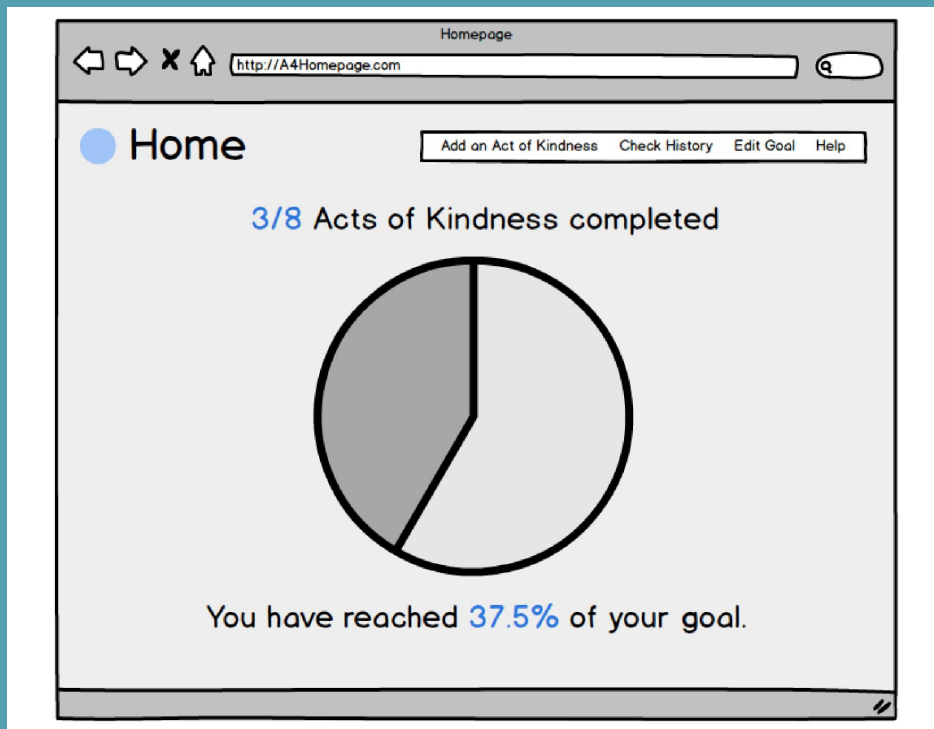 Homepage
http://A4Homepage.com
Home
Add an Act of Kindness Check History Edit Goal Help
3/8 Acts of Kindness completed
You have reached 37.5% of your goal.